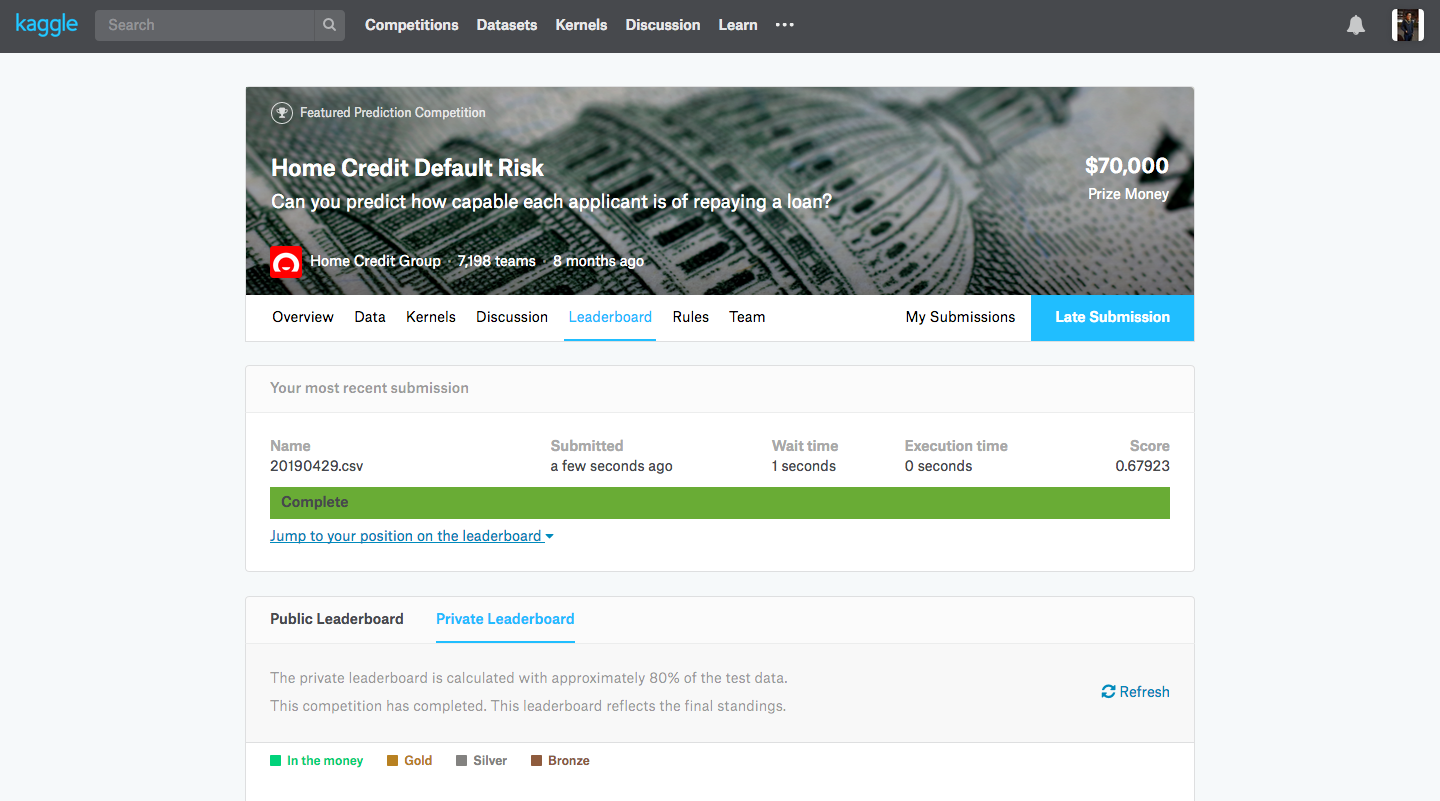 kaggle Search Competitions Datasets Kernels Discussion Learn
Featured Prediction Competition
Home Credit Default Risk
$70,000
Can you predict how capable each applicant is of repaying a loan?
Prize Money
Home Credit Group · 7,198 teams · 8 months ago
Overview Data Kernels Discussion Leaderboard Rules Team My Submissions Late Submission
Your most recent submission
Name Submitted Wait time Execution time Score
20190429.csv a few seconds ago 1 seconds 0 seconds 0.67923
Complete
Jump to your position on the leaderboard
Public Leaderboard Private Leaderboard
The private leaderboard is calculated with approximately 80% of the test data.
Refresh
This competition has completed. This leaderboard reflects the final standings.
In the money Gold Silver Bronze